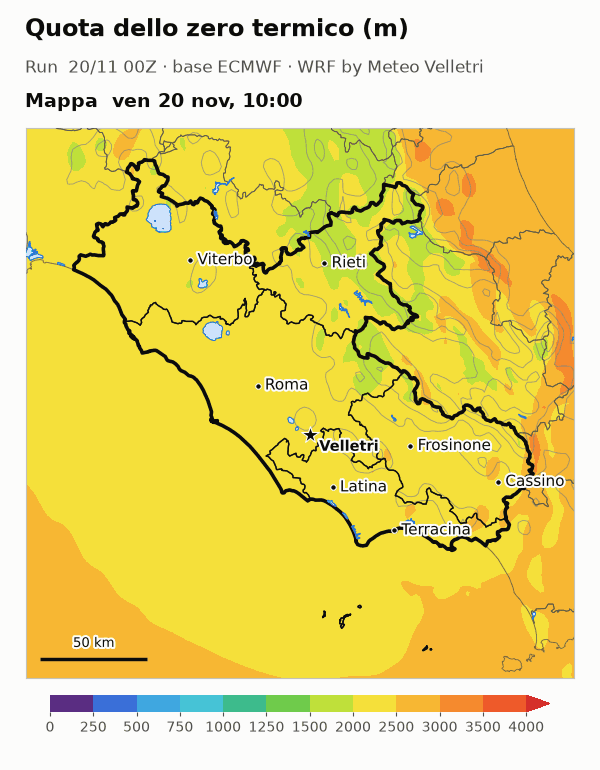 Quota dello zero termico (m)
Run  20/11 00Z · base ECMWF · WRF by Meteo Velletri
Mappa  ven 20 nov, 10:00
Viterbo
Rieti
Roma
Velletri
Frosinone
Cassino
Latina
Terracina
50 km
0 250 500 750 1000 1250 1500 2000 2500 3000 3500 4000